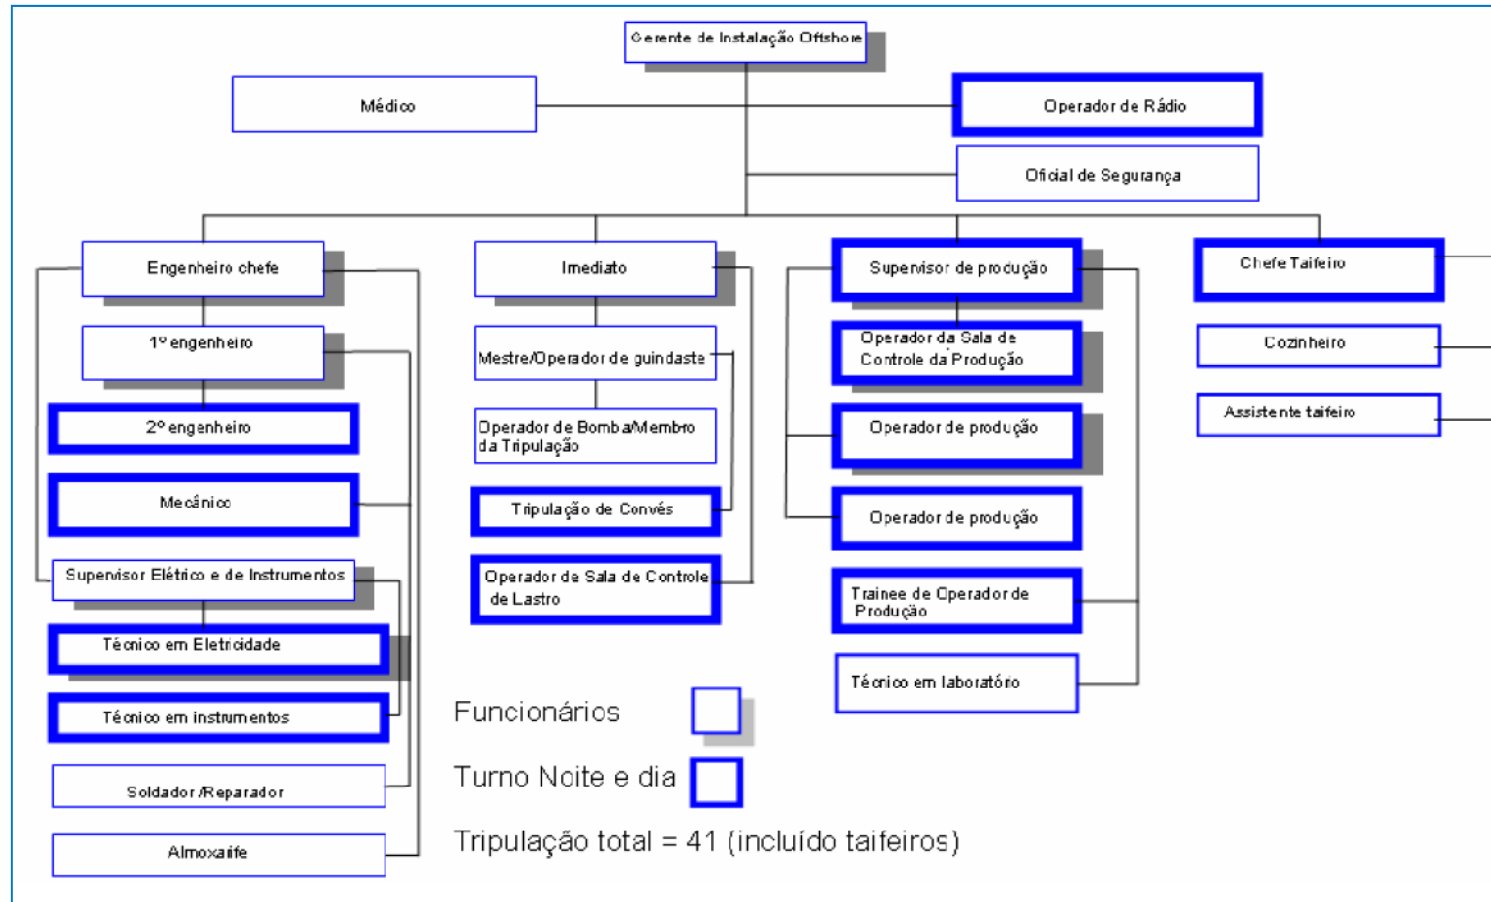 Gerente de Instalação Offshore
Médico
Operador de Rádio
Oficial de Segurança
Engenheiro chefe
1º engenheiro
2º engenheiro
Mecânico
Supervisor Elétrico e de Instrumentos
Técnico em Eletricidade
Técnico em instrumentos
Soldador /Reparador
Almoxarife
Imediato
Mestre/Operador de guindaste
Operador de Bomba/Membro
da Tripulação
Tripulação de Convés
Operador de Sala de Controle
de Lastro
Supervisor de produção
Operador da Sala de
Controle da Produção
Operador de produção
Operador de produção
Trainee de Operador de
Produção
Técnico em laboratório
Chefe Taifeiro
Cozinheiro
Assistente taifeiro
Funcionários
Turno Noite e dia
Tripulação total = 41 (incluído taifeiros)